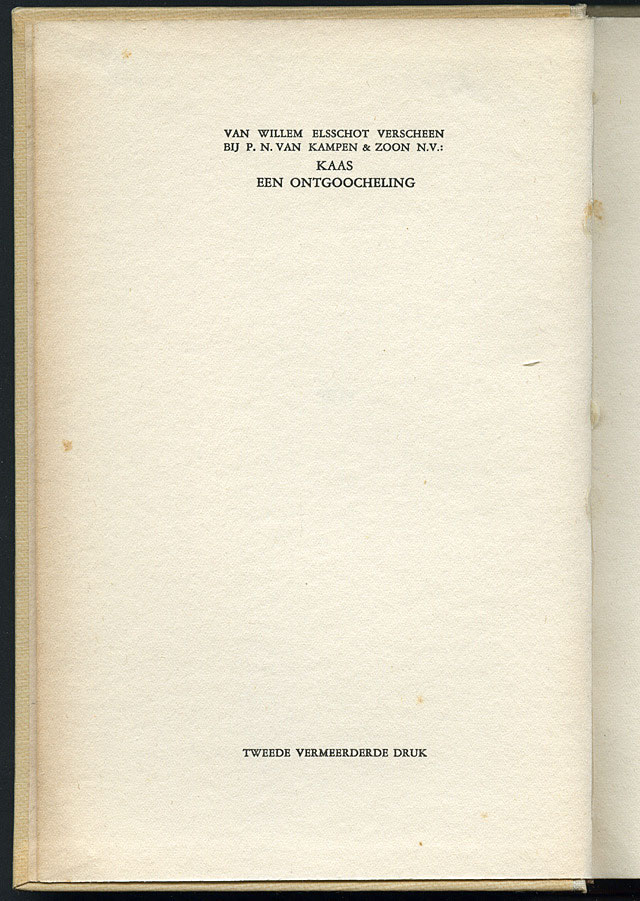 VAN WILLEM ELSSCHOT VERSCHEEN
BIJ P. N. VAN KAMPEN & ZOON N.V.:
KAAS
EEN ONTGOOCHELING
TWEEDE VERMEERDERDE DRUK